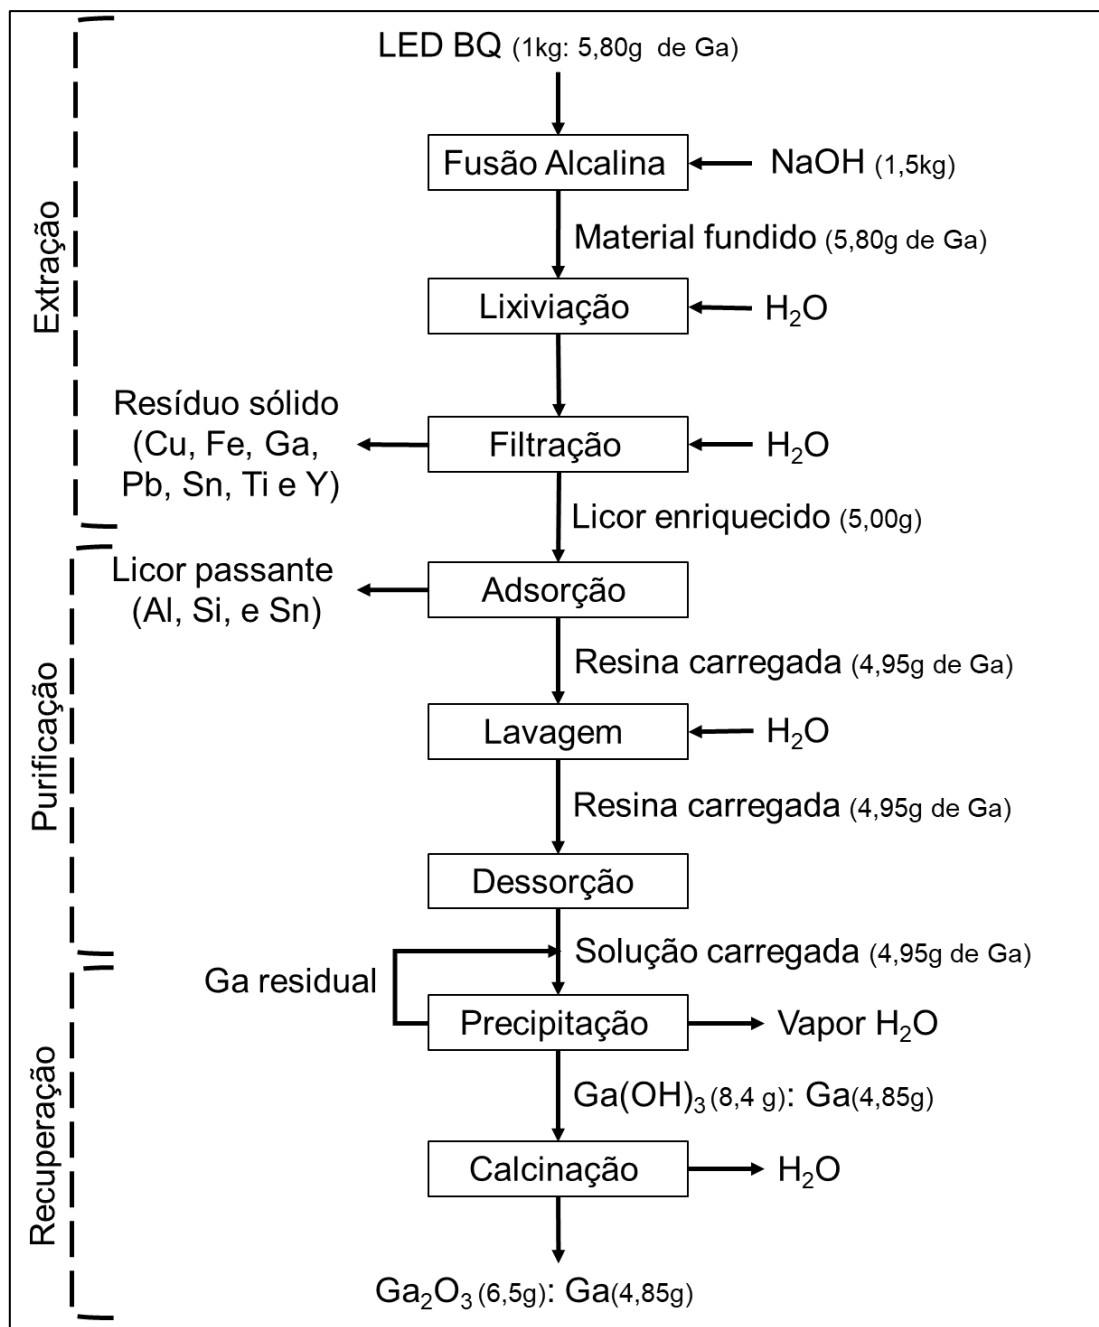 LED BQ (1kg: 5,80g de Ga)
Fusão Alcalina
NaOH (1,5kg)
Material fundido (5,80g de Ga)
Extração
Lixiviação
H₂O
Resíduo sólido
(Cu, Fe, Ga,
Pb, Sn, Ti e Y)
Filtração
H₂O
Licor enriquecido (5,00g)
Licor passante
(Al, Si, e Sn)
Adsorção
Resina carregada (4,95g de Ga)
Purificação
Lavagem
H₂O
Resina carregada (4,95g de Ga)
Dessorção
Solução carregada (4,95g de Ga)
Ga residual
Precipitação
Vapor H₂O
Ga(OH)₃ (8,4 g): Ga(4,85g)
Recuperação
Calcinação
H₂O
Ga₂O₃ (6,5g): Ga(4,85g)